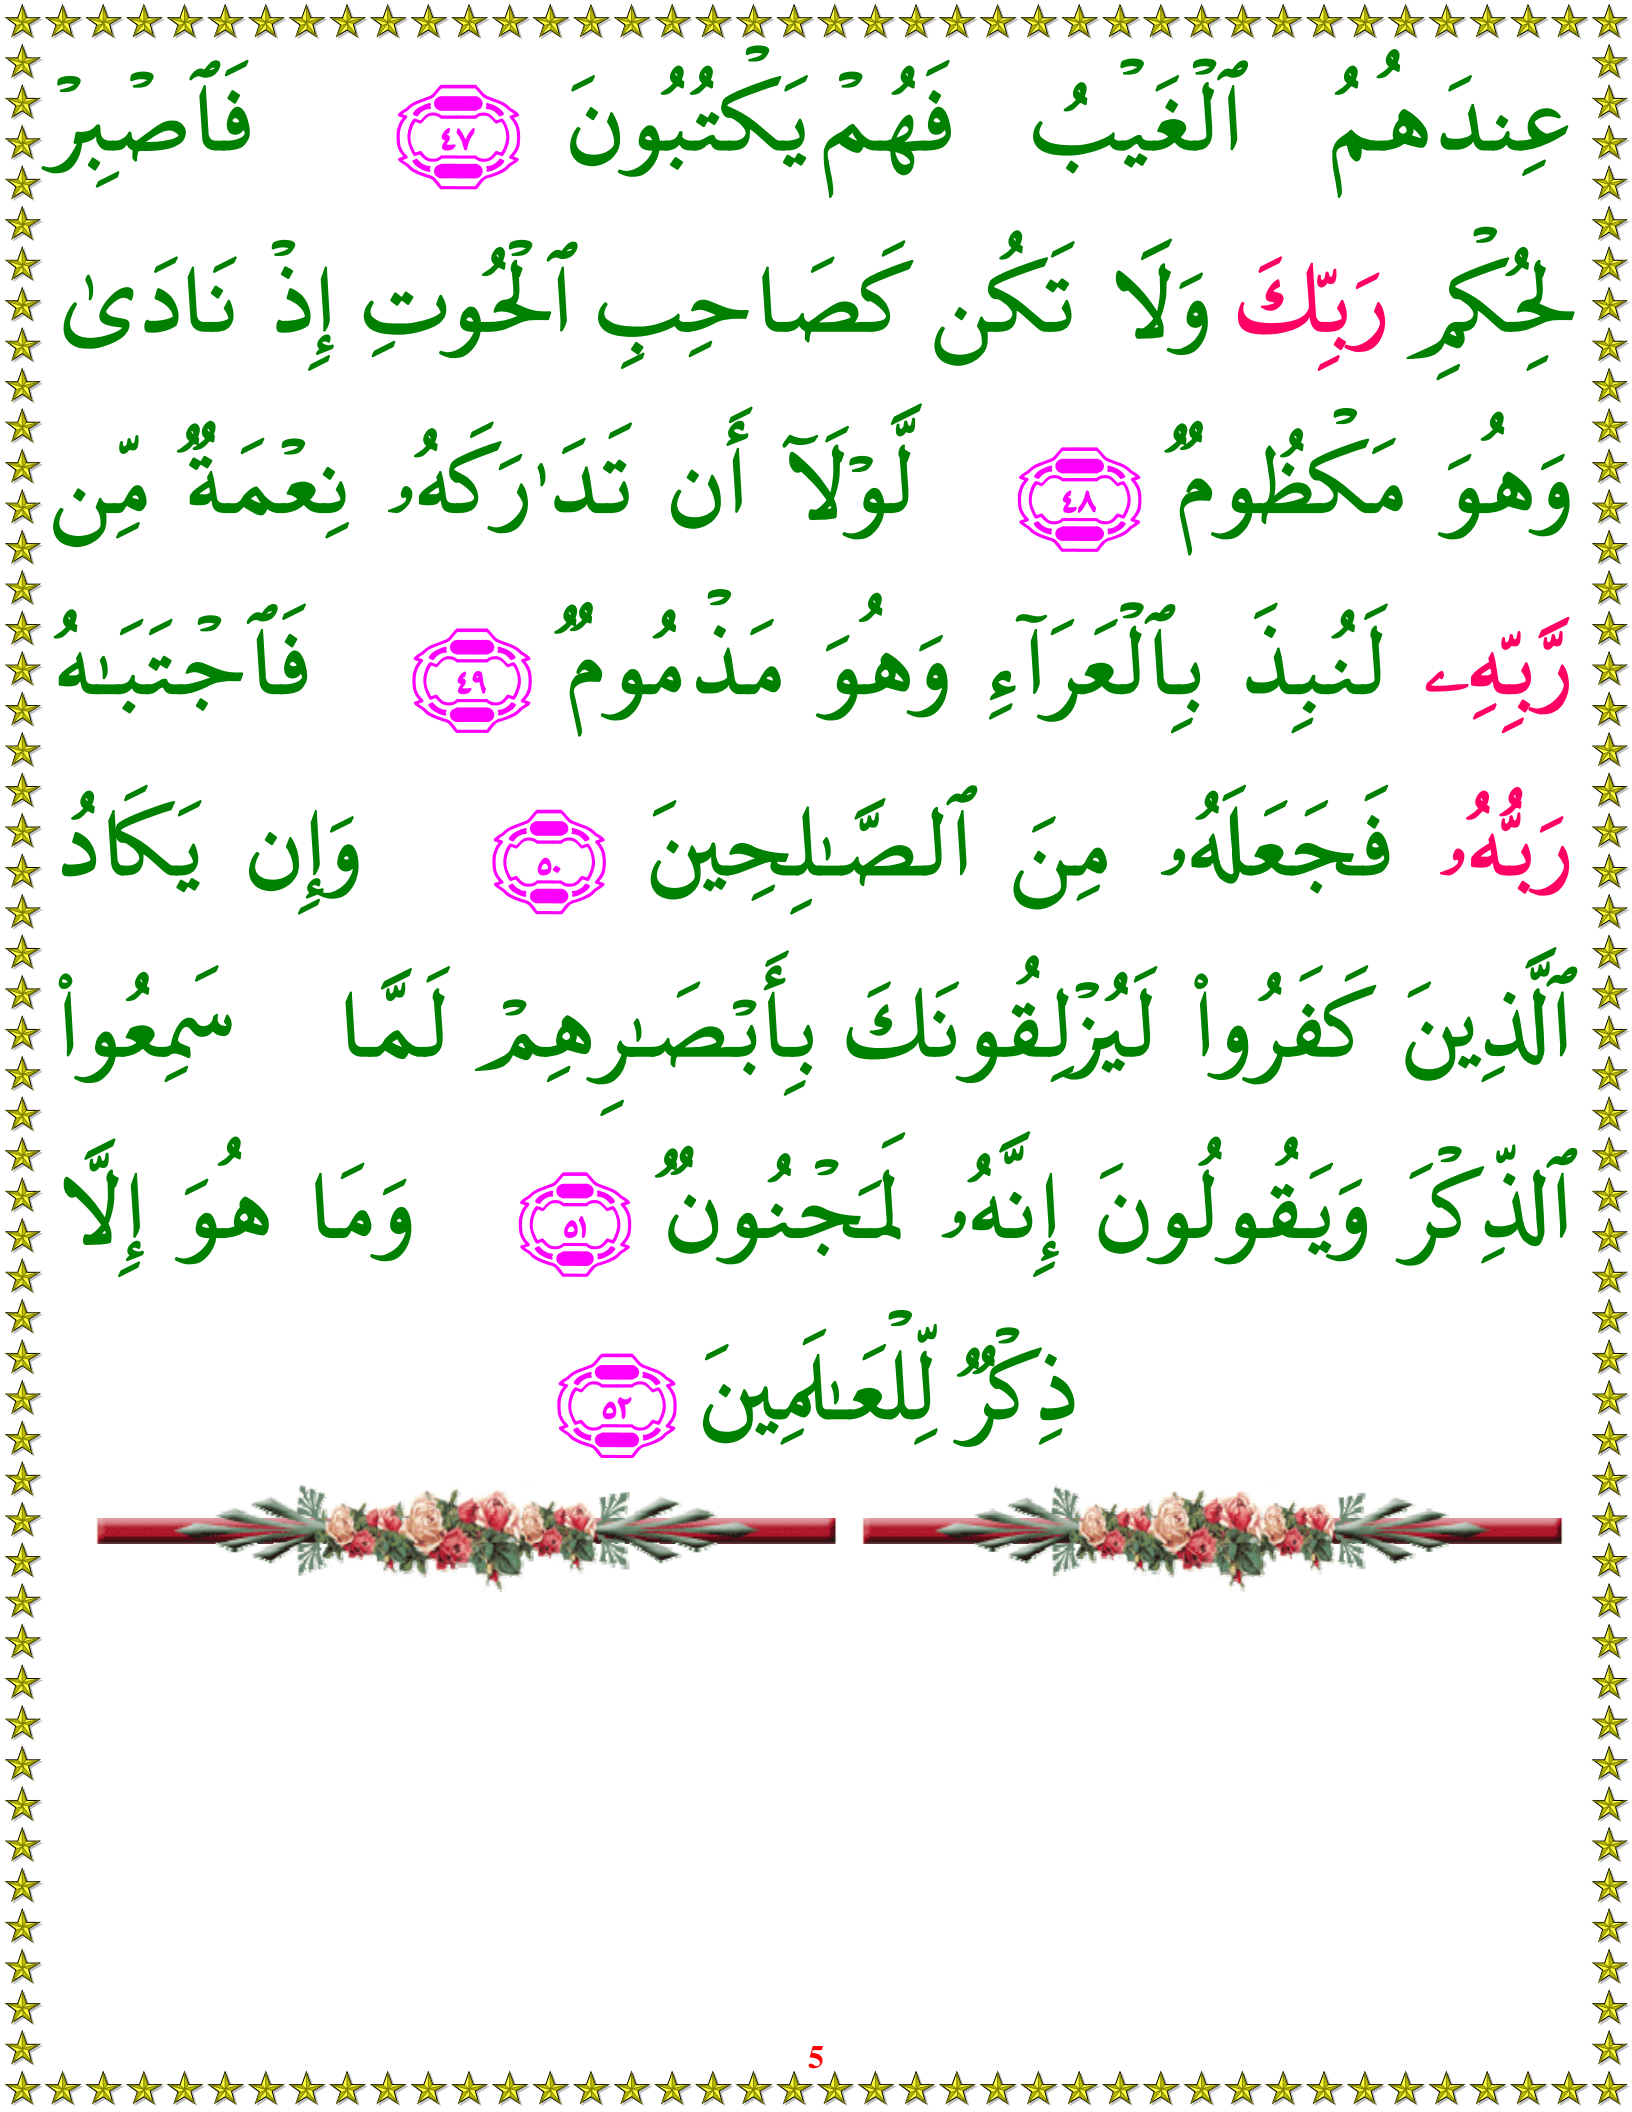 عِندَهُمُ ٱلۡغَيۡبُ فَهُمۡ يَكۡتُبُونَ ٤٧ فَٱصۡبِرۡ
لِحُكۡمِ رَبِّكَ وَلَا تَكُن كَصَاحِبِ ٱلۡحُوتِ إِذۡ نَادَىٰ
وَهُوَ مَكۡظُومٌ ٤٨ لَّوۡلَآ أَن تَدَٰرَكَهُۥ نِعۡمَةٌ مِّن
رَّبِّهِۦ لَنُبِذَ بِٱلۡعَرَآءِ وَهُوَ مَذۡمُومٌ ٤٩ فَٱجۡتَبَـٰهُ
رَبُّهُۥ فَجَعَلَهُۥ مِنَ ٱلصَّـٰلِحِينَ ٥٠ وَإِن يَكَادُ
ٱلَّذِينَ كَفَرُواْ لَيُزۡلِقُونَكَ بِأَبۡصَـٰرِهِمۡ لَمَّا سَمِعُواْ
ٱلذِّكۡرَ وَيَقُولُونَ إِنَّهُۥ لَمَجۡنُونٌ ٥١ وَمَا هُوَ إِلَّا
ذِكۡرٌ لِّلۡعَـٰلَمِينَ ٥٢
5